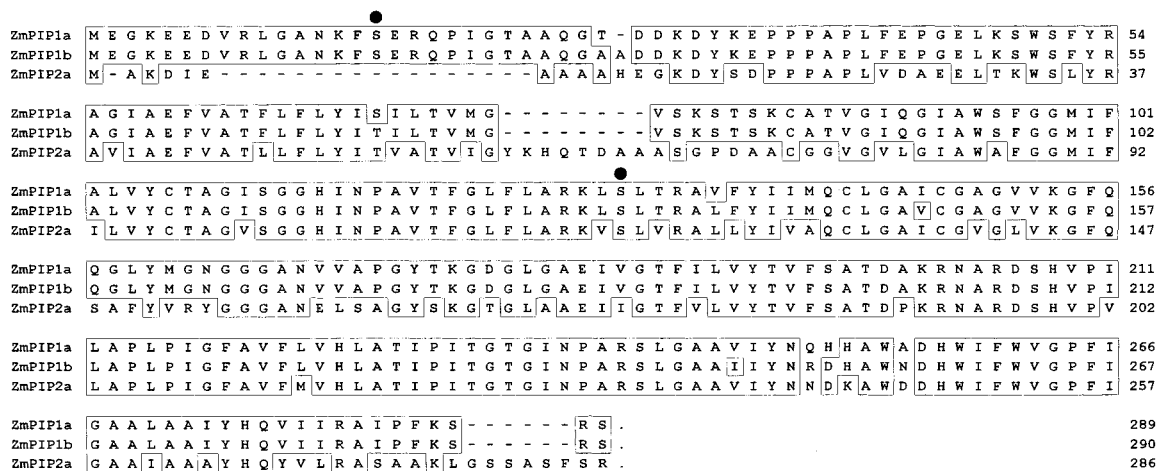 ZmPIP1a M E G K E E D V R L G A N K F S E R Q P I G T A A Q G T - D D K D Y K E P P P A P L F E P G E L K S W S F Y R 54
ZmPIP1b M E G K E E D V R L G A N K F S E R Q P I G T A A Q G A A D D K D Y K E P P P A P L F E P G E L K S W S F Y R 55
ZmPIP2a M - A K D I E - - - - - - - - - - - - - - - - - A A A A H E G K D Y S D P P P A P L V D A E E L T K W S L Y R 37
ZmPIP1a A G I A E F V A T F L F L Y I S I L T V M G - - - - - - - - V S K S T S K C A T V G I Q G I A W S F G G M I F 101
ZmPIP1b A G I A E F V A T F L F L Y I T I L T V M G - - - - - - - - V S K S T S K C A T V G I Q G I A W S F G G M I F 102
ZmPIP2a A V I A E F V A T L L F L Y I T V A T V I G Y K H Q T D A A A S G P D A A C G G V G V L G I A W A F G G M I F 92
ZmPIP1a A L V Y C T A G I S G G H I N P A V T F G L F L A R K L S L T R A V F Y I I M Q C L G A I C G A G V V K G F Q 156
ZmPIP1b A L V Y C T A G I S G G H I N P A V T F G L F L A R K L S L T R A L F Y I I M Q C L G A V C G A G V V K G F Q 157
ZmPIP2a I L V Y C T A G V S G G H I N P A V T F G L F L A R K V S L V R A L L Y I V A Q C L G A I C G V G L V K G F Q 147
ZmPIP1a Q G L Y M G N G G G A N V V A P G Y T K G D G L G A E I V G T F I L V Y T V F S A T D A K R N A R D S H V P I 211
ZmPIP1b Q G L Y M G N G G G A N V V A P G Y T K G D G L G A E I V G T F I L V Y T V F S A T D A K R N A R D S H V P I 212
ZmPIP2a S A F Y V R Y G G G A N E L S A G Y S K G T G L A A E I I G T F V L V Y T V F S A T D P K R N A R D S H V P V 202
ZmPIP1a L A P L P I G F A V F L V H L A T I P I T G T G I N P A R S L G A A V I Y N Q H H A W A D H W I F W V G P F I 266
ZmPIP1b L A P L P I G F A V F L V H L A T I P I T G T G I N P A R S L G A A I I Y N R D H A W N D H W I F W V G P F I 267
ZmPIP2a L A P L P I G F A V F M V H L A T I P I T G T G I N P A R S L G A A V I Y N N D K A W D D H W I F W V G P F I 257
ZmPIP1a G A A L A A I Y H Q V I I R A I P F K S - - - - - - R S . 289
ZmPIP1b G A A L A A I Y H Q V I I R A I P F K S - - - - - - R S . 290
ZmPIP2a G A A I A A A Y H Q Y V L R A S A A K L G S S A S F S R . 286